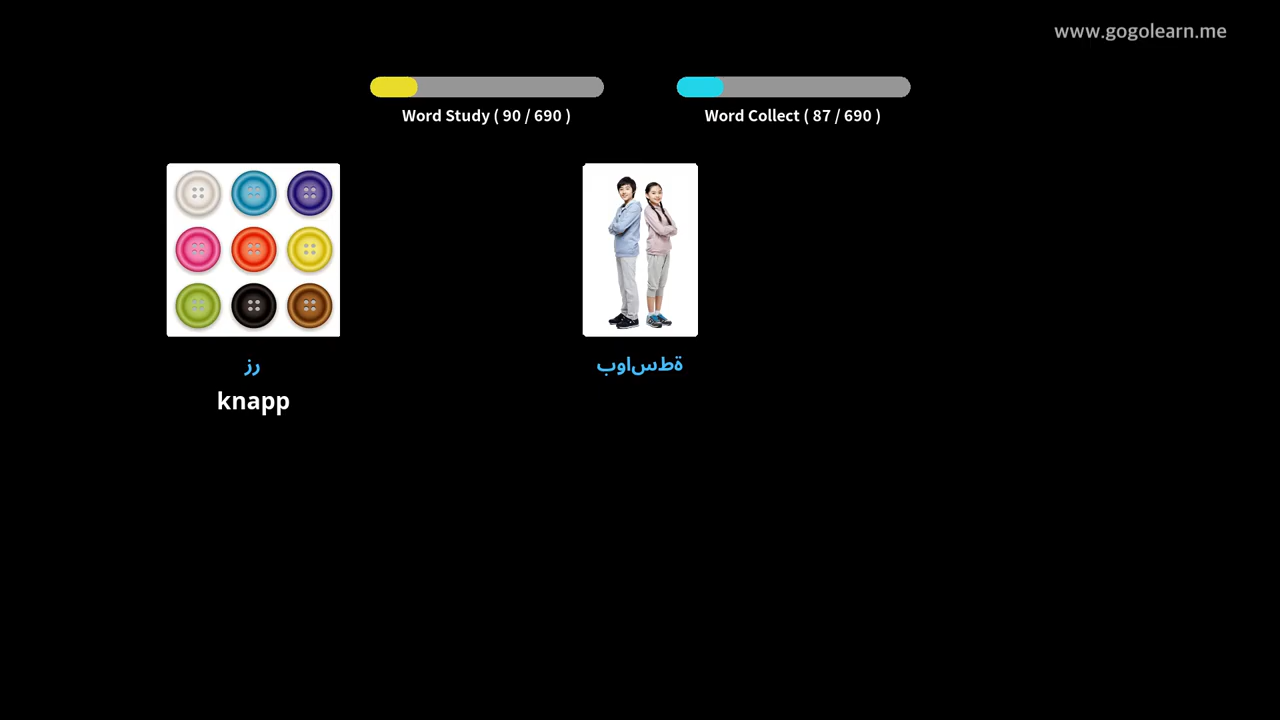 www.gogolearn.me
Word Study ( 90 / 690 )
Word Collect ( 87 / 690 )
رز
knapp
ةطساوب